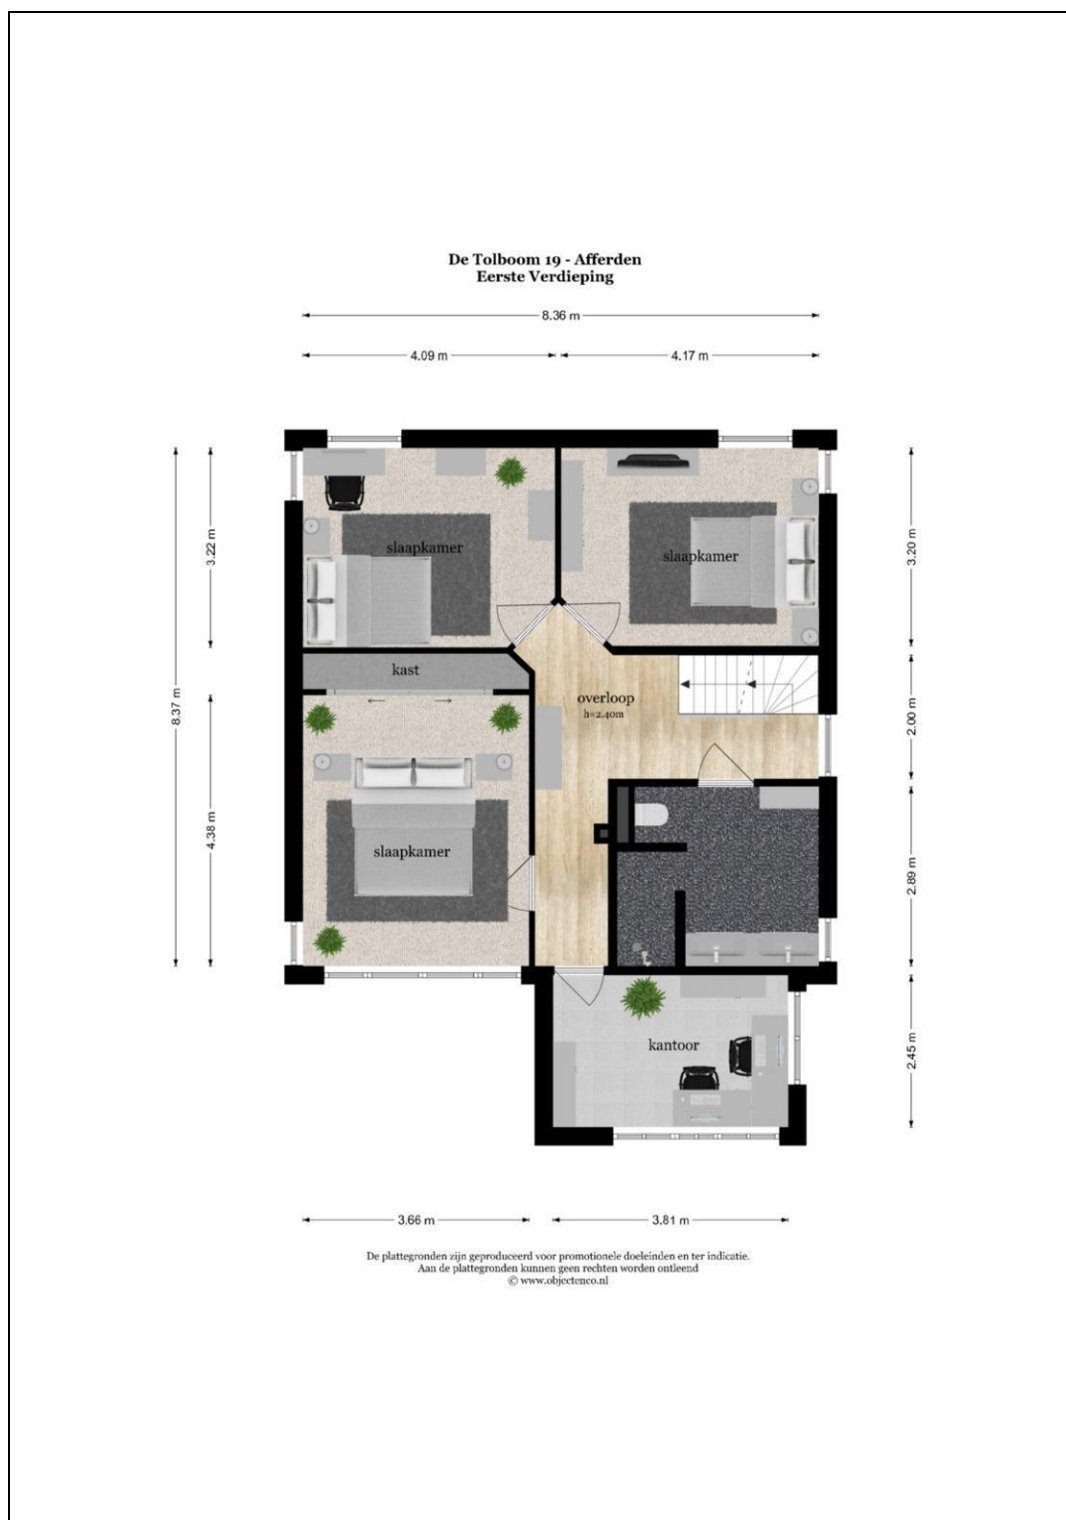 De Tolboom 19 - Afferden
Eerste Verdieping
8.36 m
4.09 m
4.17 m
3.22 m
3.20 m
slaapkamer
slaapkamer
kast
overloop
h=2.40m
2.00 m
8.37 m
4.38 m
slaapkamer
2.89 m
kantoor
2.45 m
3.66 m
3.81 m
De plattegronden zijn geproduceerd voor promotionele doeleinden en ter indicatie.
Aan de plattegronden kunnen geen rechten worden ontleend
© www.objectenco.nl